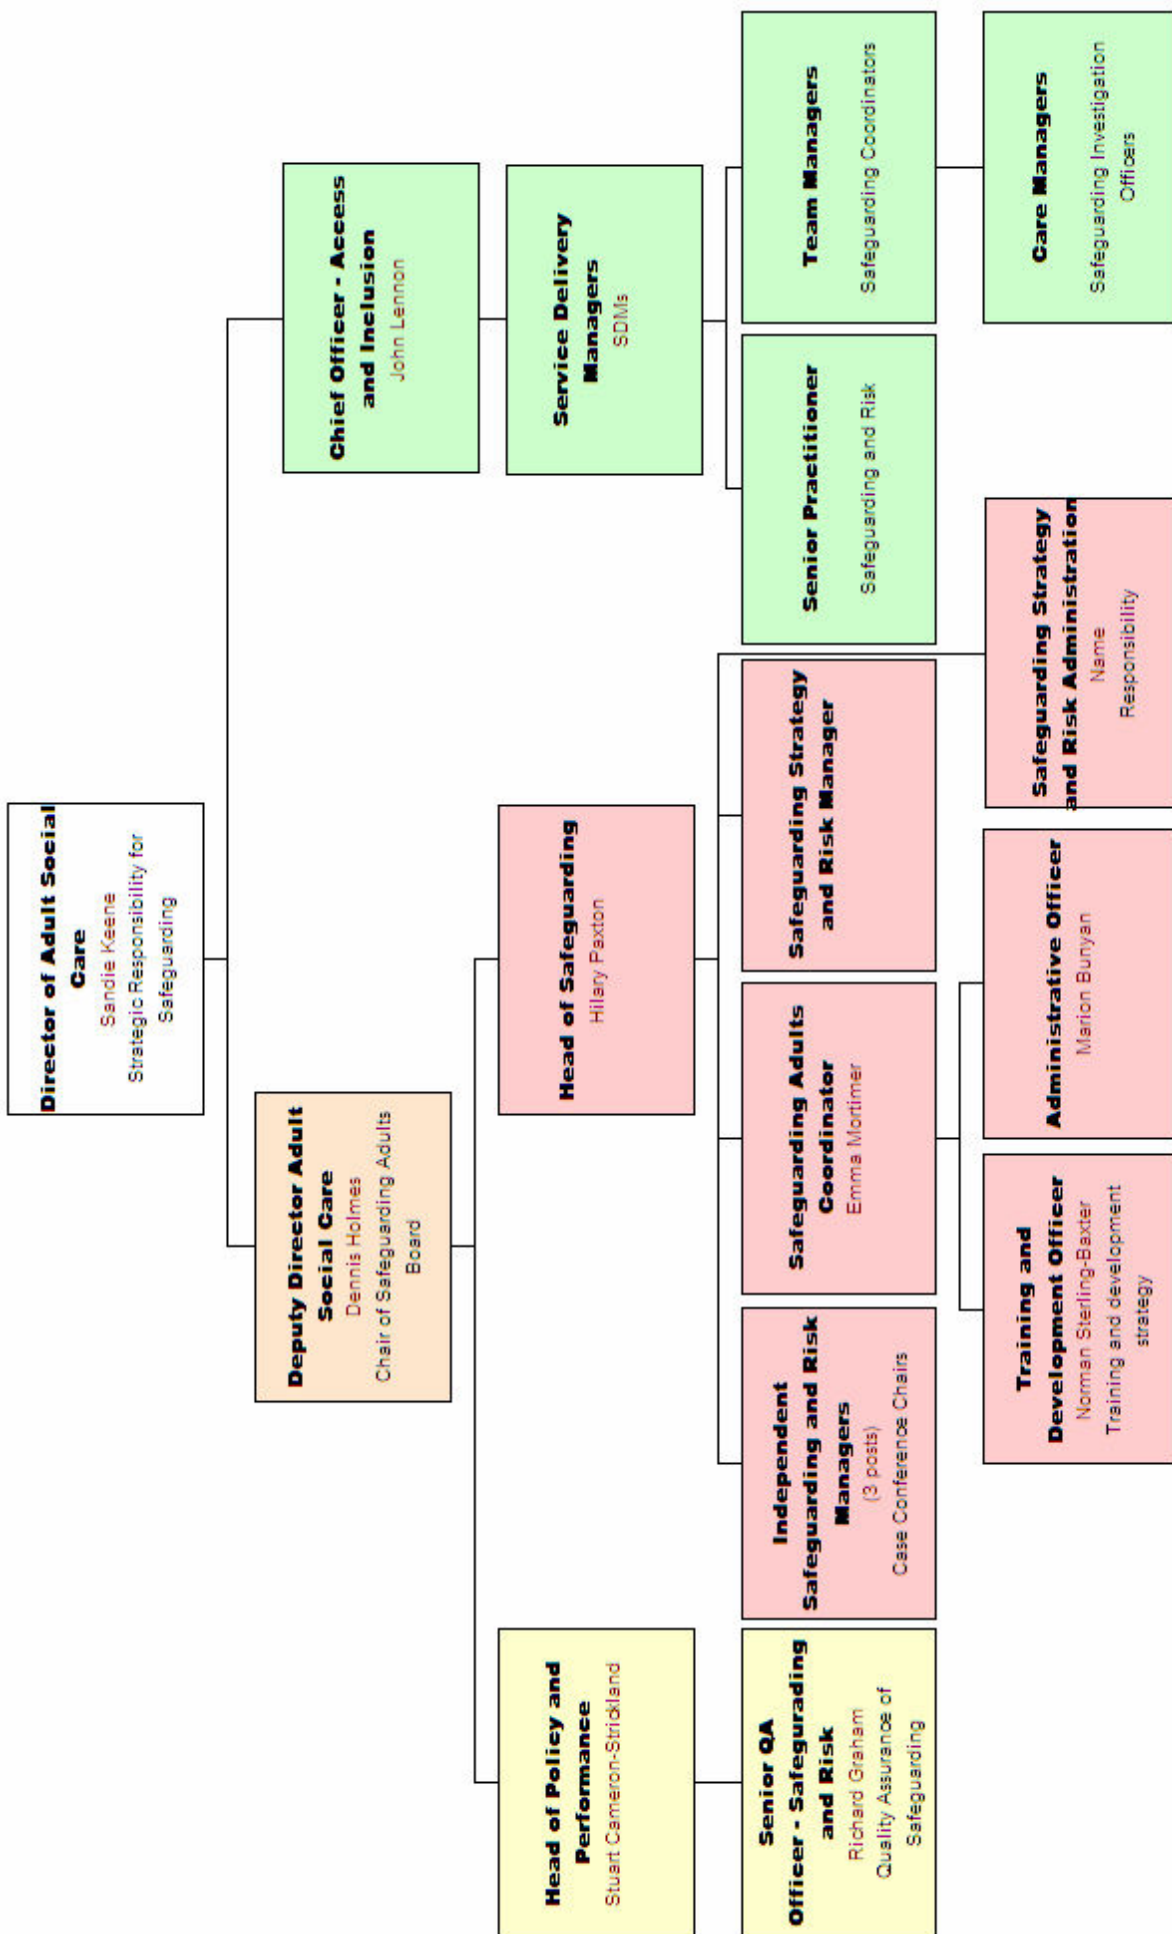 Director of Adult Social
Care
Sandie Keene
Strategic Responsibility for
Safeguarding
Deputy Director Adult
Social Care
Dennis Holmes
Chair of Safeguarding Adults
Board
Chief Officer - Access
and Inclusion
John Lennon
Head of Policy and
Performance
Stuart Cameron-Strickland
Head of Safeguarding
Hilary Paxton
Service Delivery
Managers
SDMs
Senior QA
Officer - Safegurading
and Risk
Richard Graham
Quality Assurance of
Safeguarding
Independent
Safeguarding and Risk
Managers
(3 posts)
Case Conference Chairs
Safeguarding Adults
Coordinator
Emma Mortimer
Safeguarding Strategy
and Risk Manager
Senior Practitioner
Safeguarding and Risk
Team Managers
Safeguarding Coordinators
Training and
Development Officer
Norman Sterling-Baxter
Training and development
strategy
Administrative Officer
Marion Bunyan
Safeguarding Strategy
and Risk Administration
Name
Responsibility
Care Managers
Safeguarding Investigation
Officers